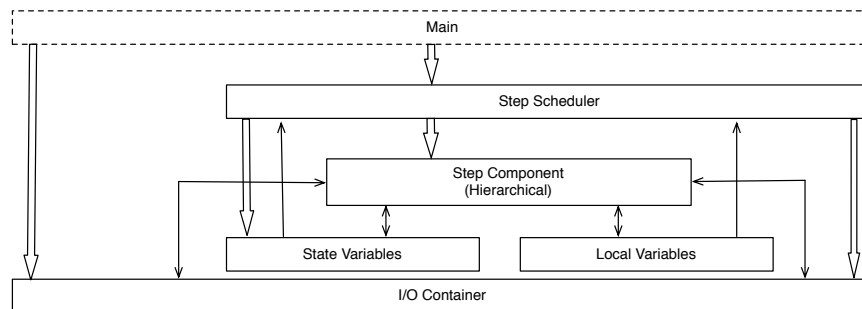 Main
Step Scheduler
Step Component
(Hierarchical)
State Variables
Local Variables
I/O Container